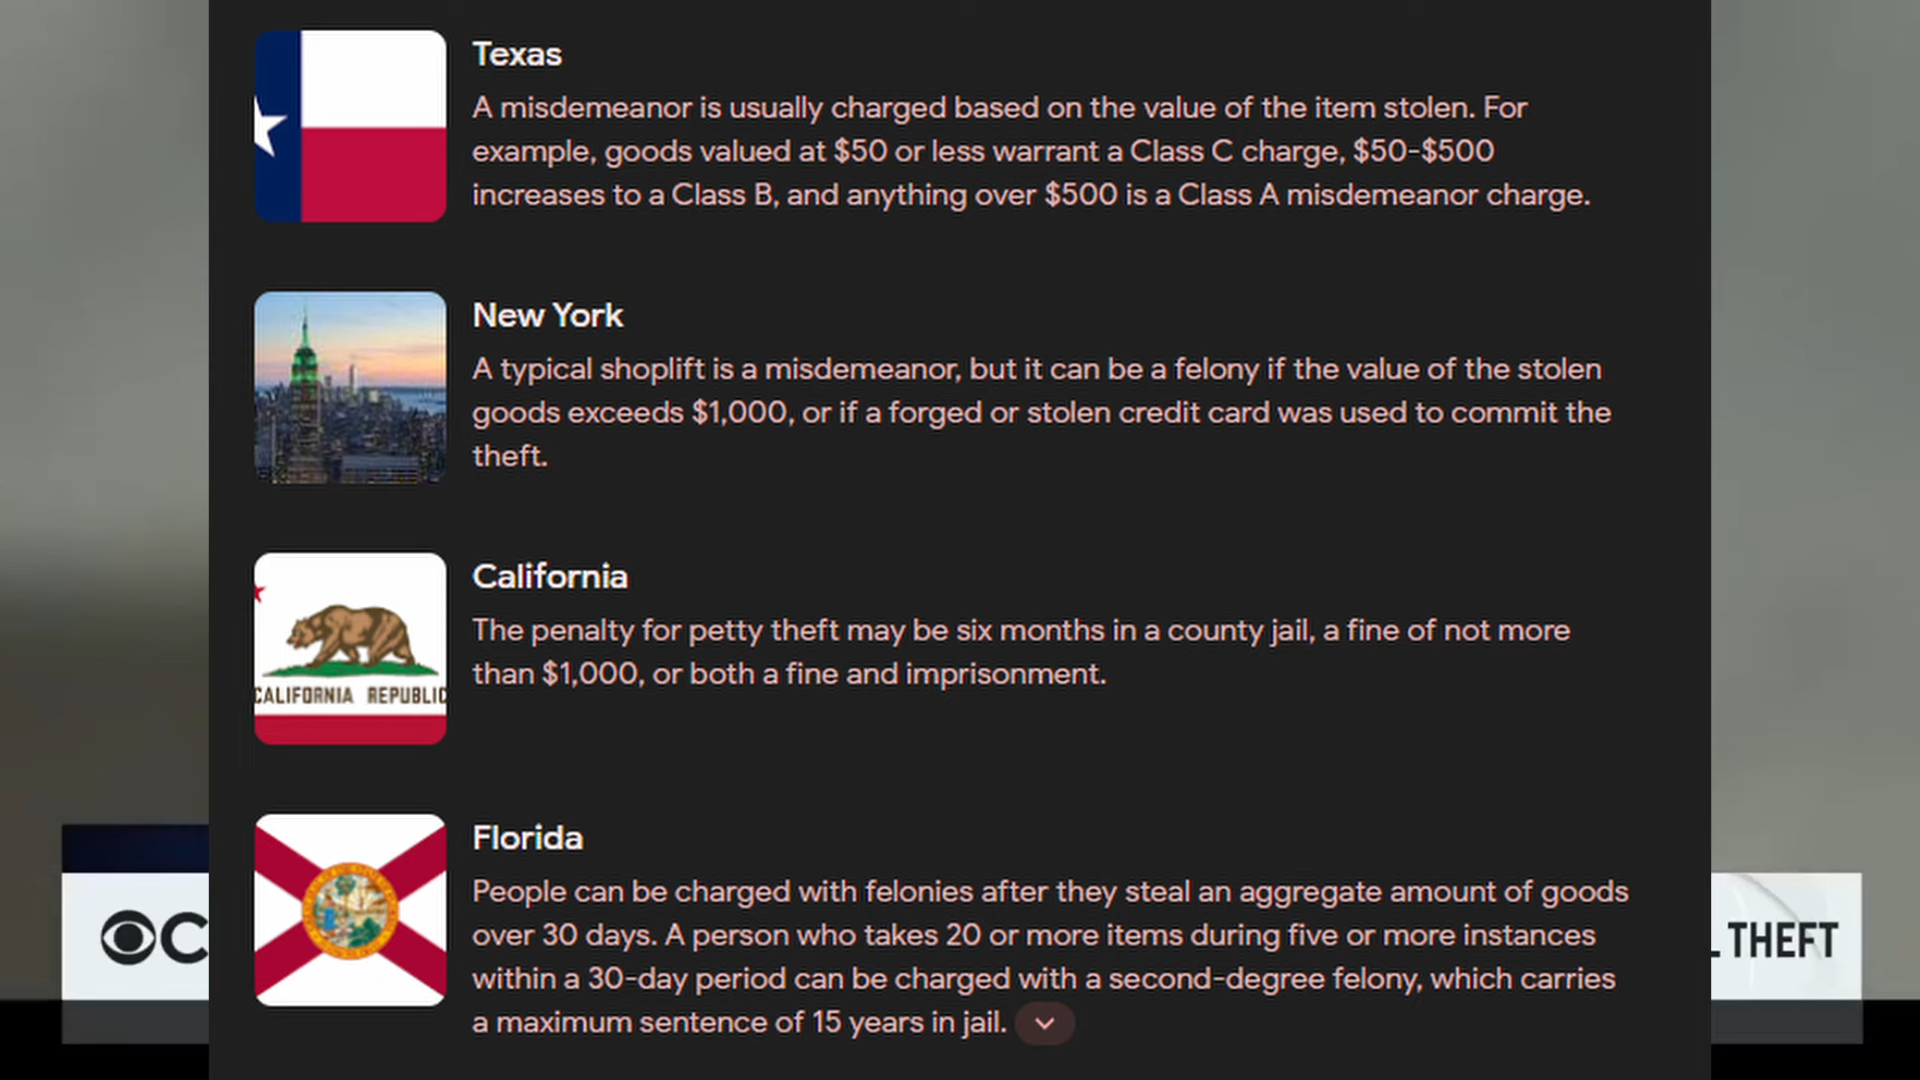 Texas
A misdemeanor is usually charged based on the value of the item stolen. For
example, goods valued at $50 or less warrant a Class C charge, $50-$500
increases to a Class B, and anything over $500 is a Class A misdemeanor charge.
New York
A typical shoplift is a misdemeanor, but it can be a felony if the value of the stolen
goods exceeds $1,000, or if a forged or stolen credit card was used to commit the
theft.
California
The penalty for petty theft may be six months in a county jail, a fine of not more
than $1,000, or both a fine and imprisonment.
CALIFORNIA REPUBLIC
Florida
People can be charged with felonies after they steal an aggregate amount of goods
over 30 days. A person who takes 20 or more items during five or more instances
within a 30-day period can be charged with a second-degree felony, which carries
a maximum sentence of 15 years in jail.
C
THEFT